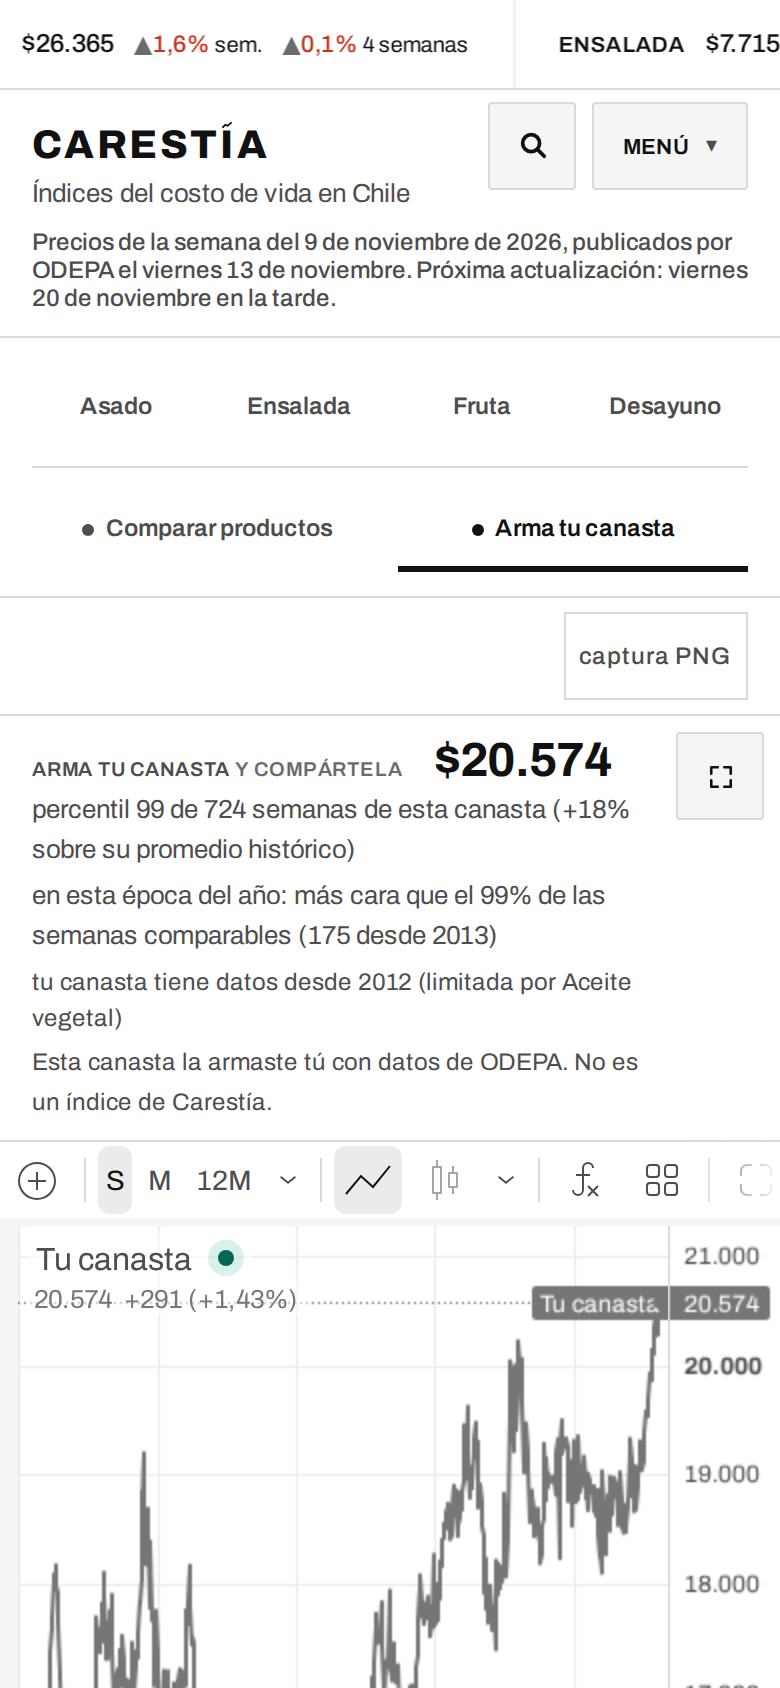 $26.365 ▲1,6% sem. ▲0,1% 4 semanas ENSALADA $7.715
CARESTÍA
Índices del costo de vida en Chile
MENÚ ▼
Precios de la semana del 9 de noviembre de 2026, publicados por
ODEPA el viernes 13 de noviembre. Próxima actualización: viernes
20 de noviembre en la tarde.
Asado Ensalada Fruta Desayuno
Comparar productos Arma tu canasta
captura PNG
ARMA TU CANASTA Y COMPÁRTELA $20.574
percentil 99 de 724 semanas de esta canasta (+18%
sobre su promedio histórico)
en esta época del año: más cara que el 99% de las
semanas comparables (175 desde 2013)
tu canasta tiene datos desde 2012 (limitada por Aceite
vegetal)
Esta canasta la armaste tú con datos de ODEPA. No es
un índice de Carestía.
S M 12M
Tu canasta
20.574 +291 (+1,43%)
21.000
Tu canasta 20.574
20.000
19.000
18.000